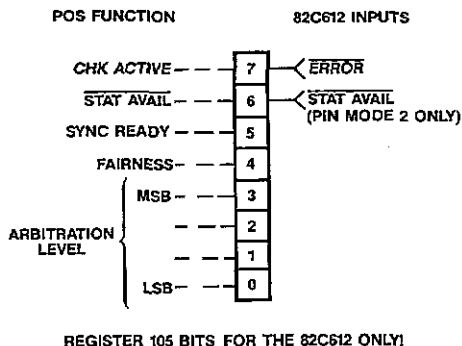 POS FUNCTION 82C612 INPUTS
CHK ACTIVE 7 ERROR
STAT AVAIL 6 STAT AVAIL
(PIN MODE 2 ONLY)
SYNC READY 5
FAIRNESS 4
MSB 3
2
ARBITRATION
LEVEL
1
LSB 0
REGISTER 105 BITS FOR THE 82C612 ONLY!